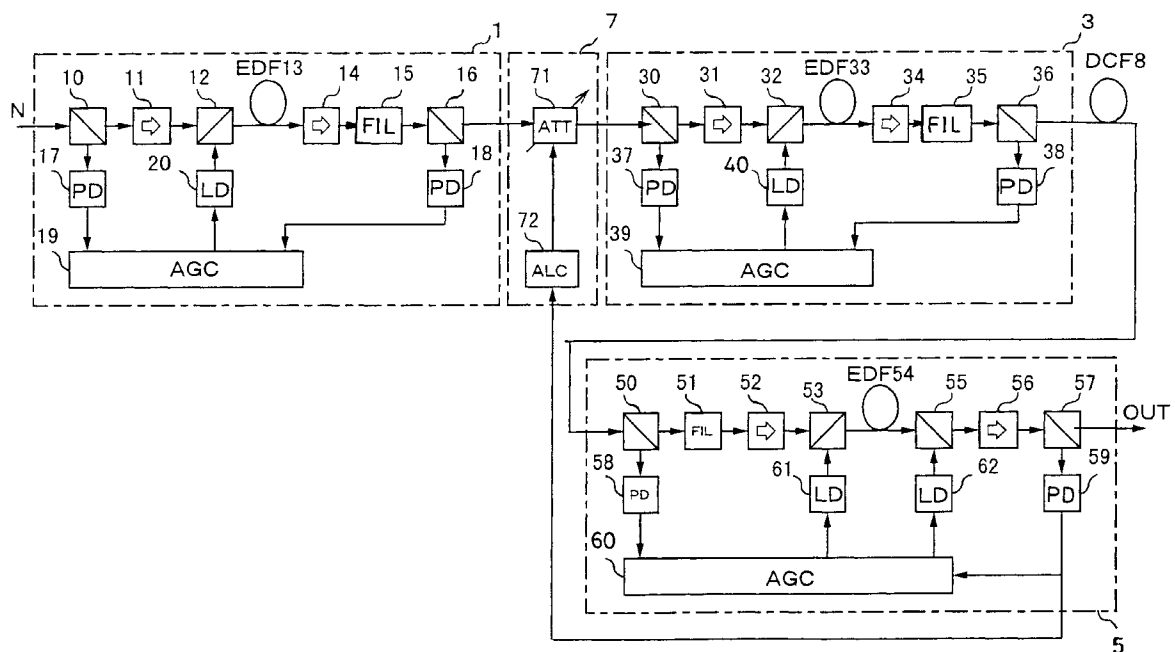 1
7
3
EDF13
EDF33
DCF8
10
11
12
14
15
16
71
30
31
32
34
35
36
N
FIL
ATT
FIL
17
20
18
37
40
38
PD
LD
PD
PD
LD
PD
19
72
39
AGC
ALC
AGC
EDF54
50
51
52
53
55
56
57
OUT
FIL
58
61
62
59
PD
LD
LD
PD
60
AGC
5